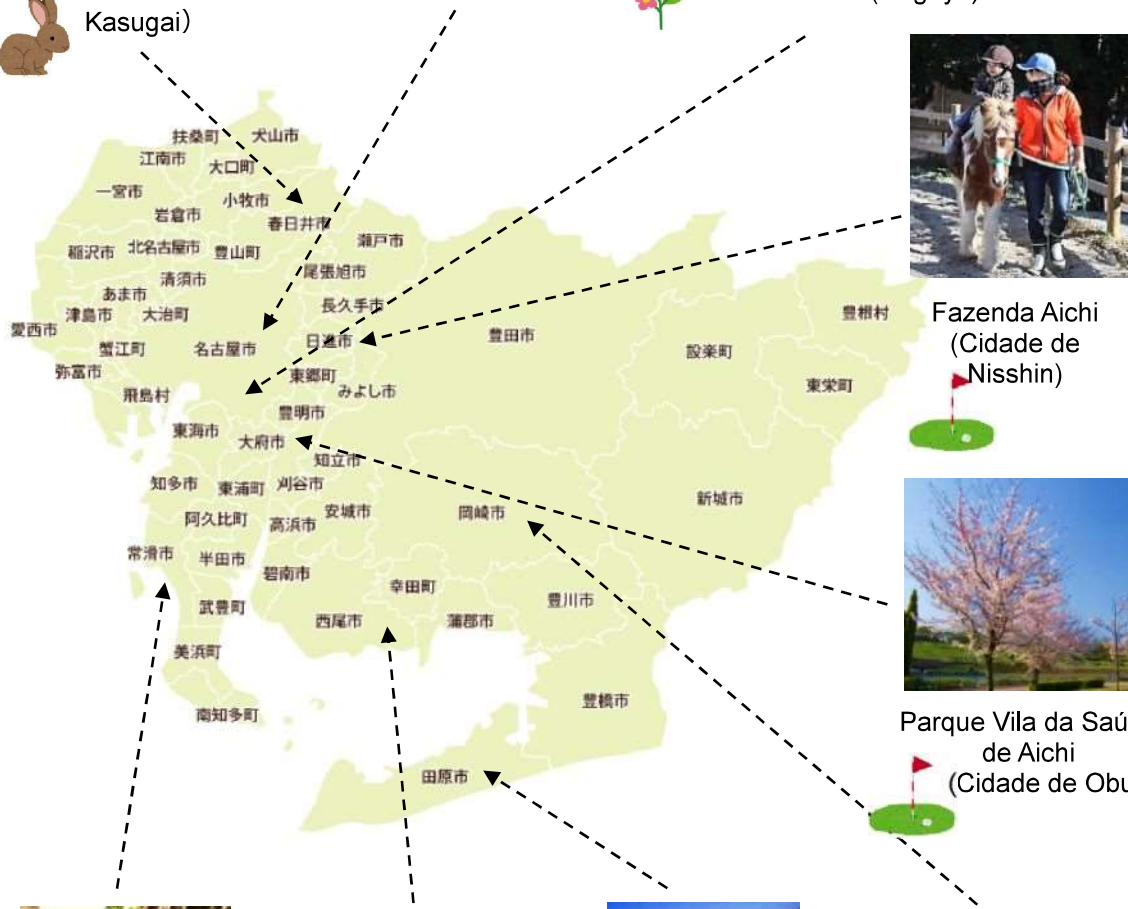 Kasugai）
扶桑町
犬山市
江南市
大口町
一宮市
小牧市
岩倉市
春日井市
瀬戸市
稲沢市
北名古屋市
豊山町
尾張旭市
清須市
あま市
長久手市
津島市
大治町
愛西市
日進市
豊田市
豊根村
蟹江町
名古屋市
設楽町
弥富市
東郷町
東栄町
飛島村
みよし市
豊明市
東海市
大府市
知立市
知多市
東浦町
刈谷市
新城市
阿久比町
高浜市
安城市
岡崎市
常滑市
半田市
碧南市
幸田町
豊川市
武豊町
西尾市
蒲郡市
美浜町
南知多町
豊橋市
田原市
Fazenda Aichi
(Cidade de
Nisshin)
Parque Vila da Saú
de Aichi
(Cidade de Obu